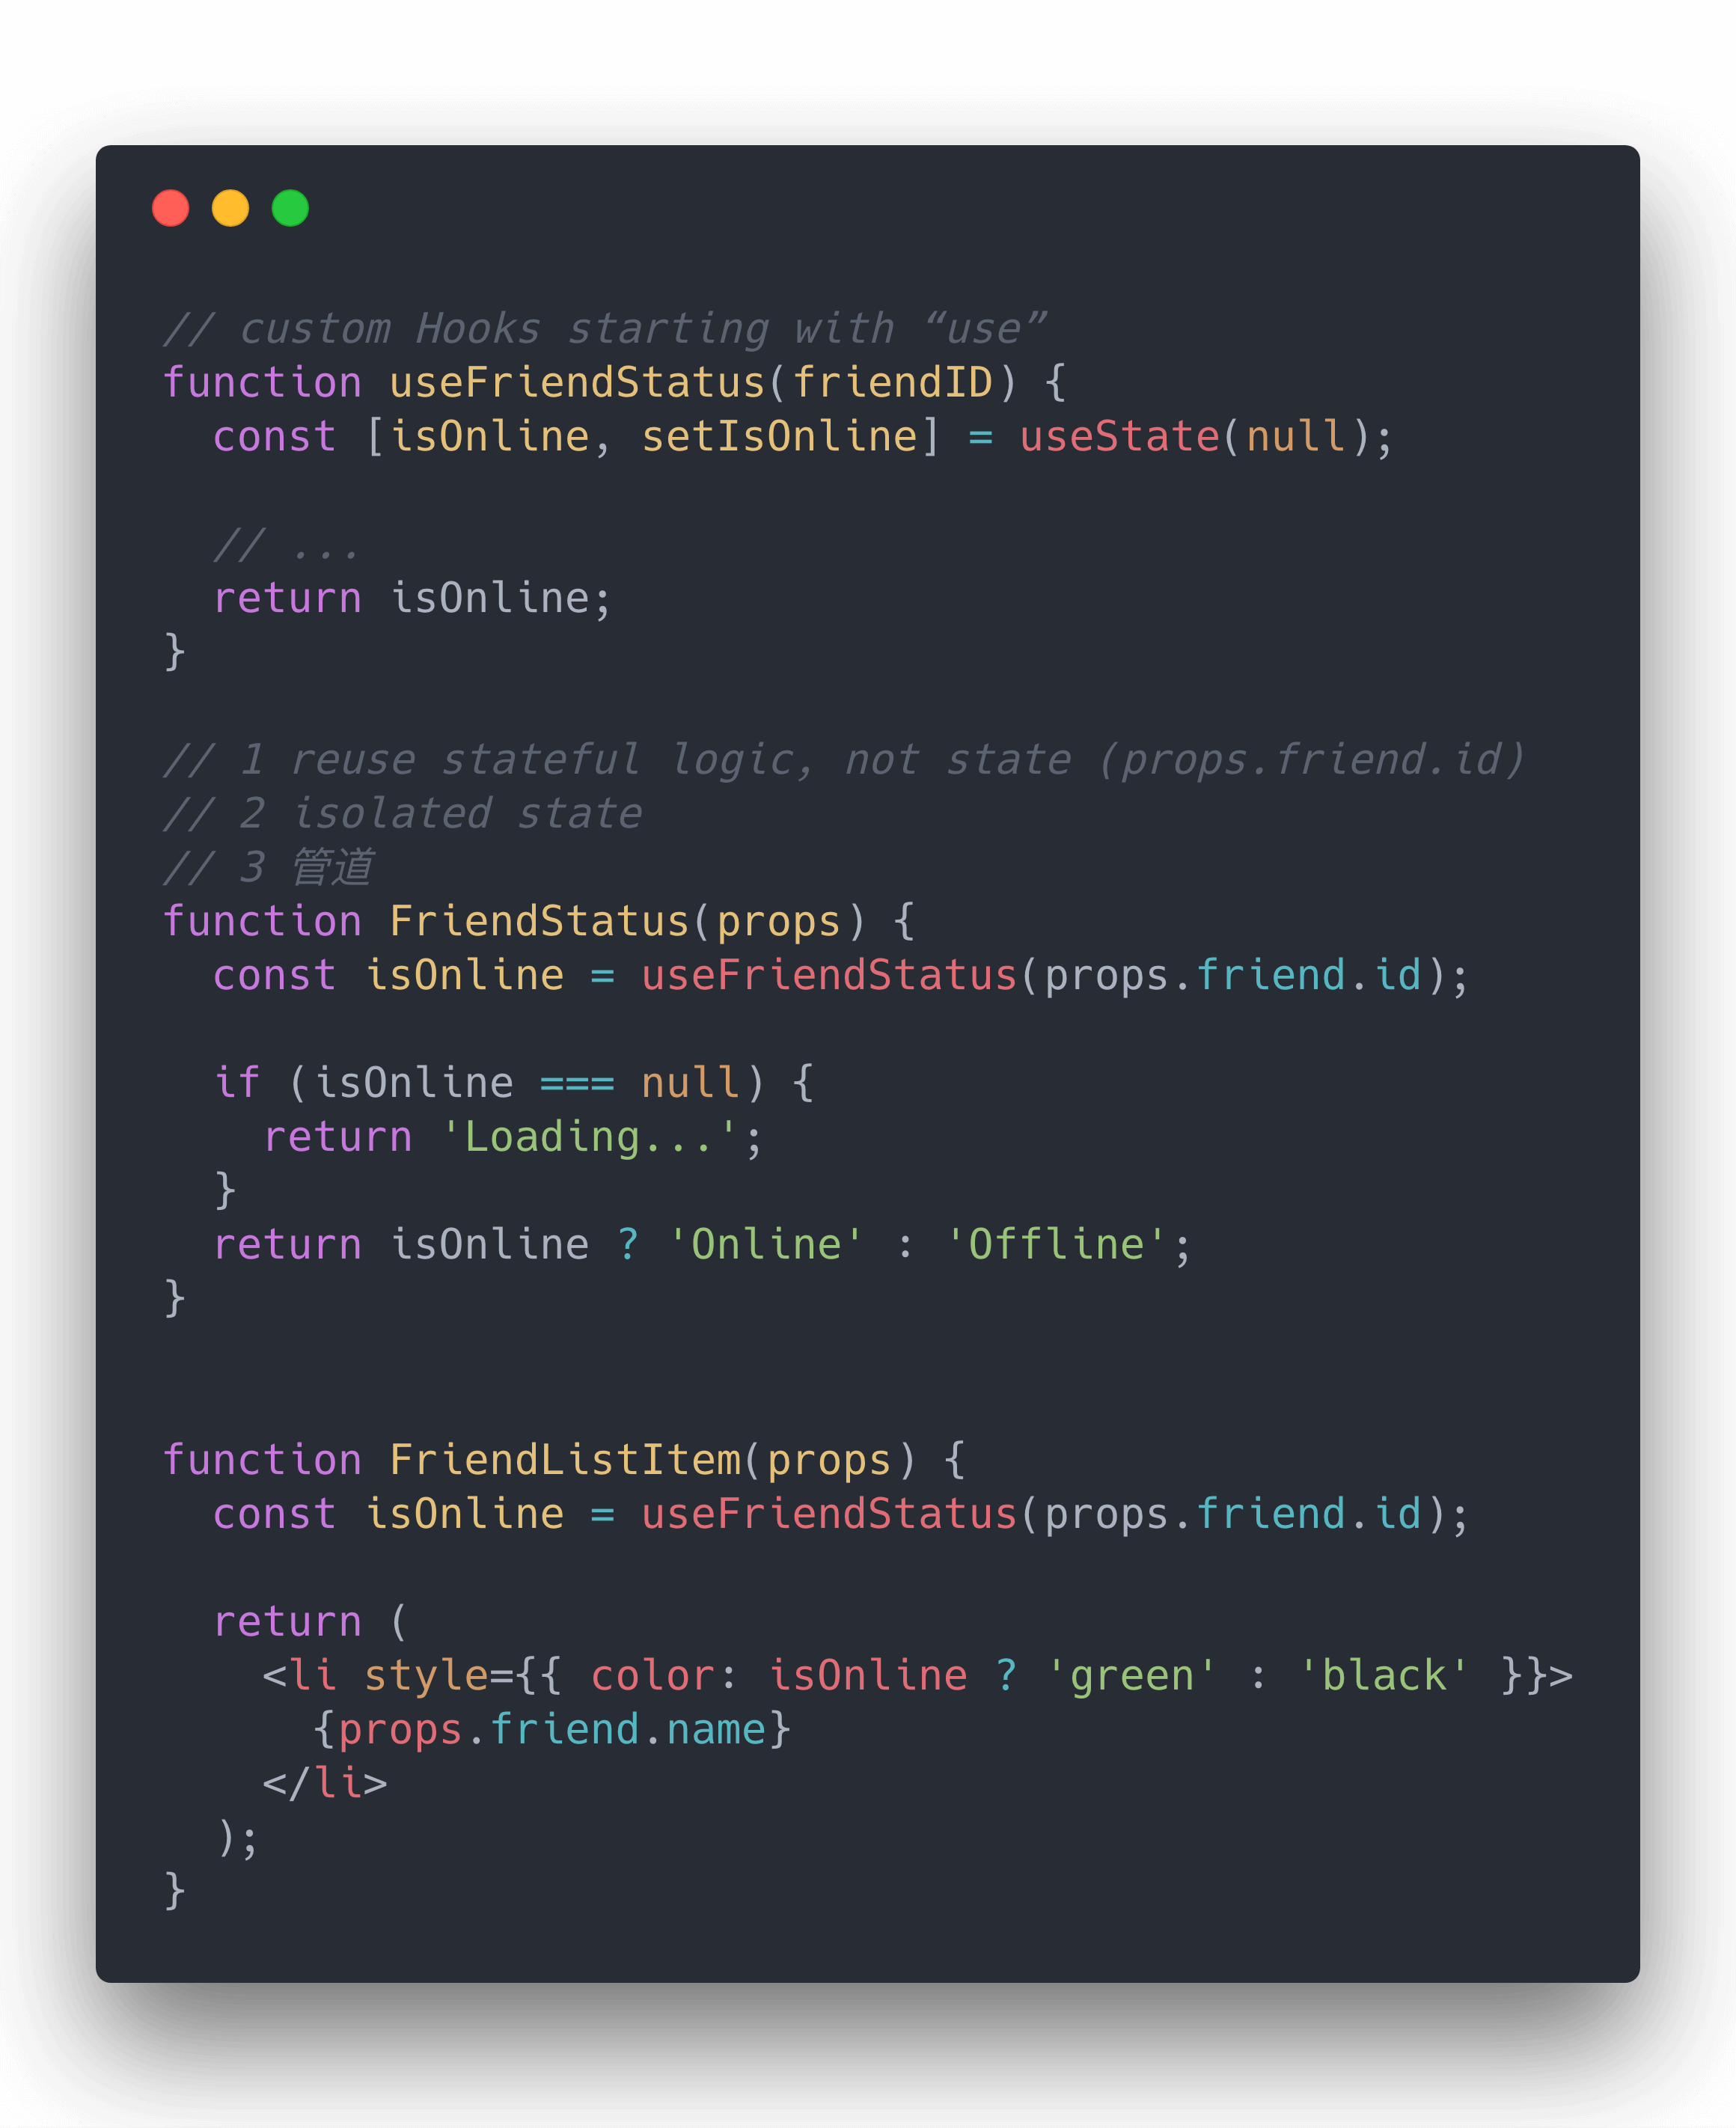 // custom Hooks starting with “use”
function useFriendStatus(friendID) {
  const [isOnline, setIsOnline] = useState(null);

  // ...
  return isOnline;
}

// 1 reuse stateful logic, not state (props.friend.id)
// 2 isolated state
// 3 管道
function FriendStatus(props) {
  const isOnline = useFriendStatus(props.friend.id);

  if (isOnline === null) {
    return 'Loading...';
  }
  return isOnline ? 'Online' : 'Offline';
}

function FriendListItem(props) {
  const isOnline = useFriendStatus(props.friend.id);

  return (
    <li style={{ color: isOnline ? 'green' : 'black' }}>
      {props.friend.name}
    </li>
  );
}